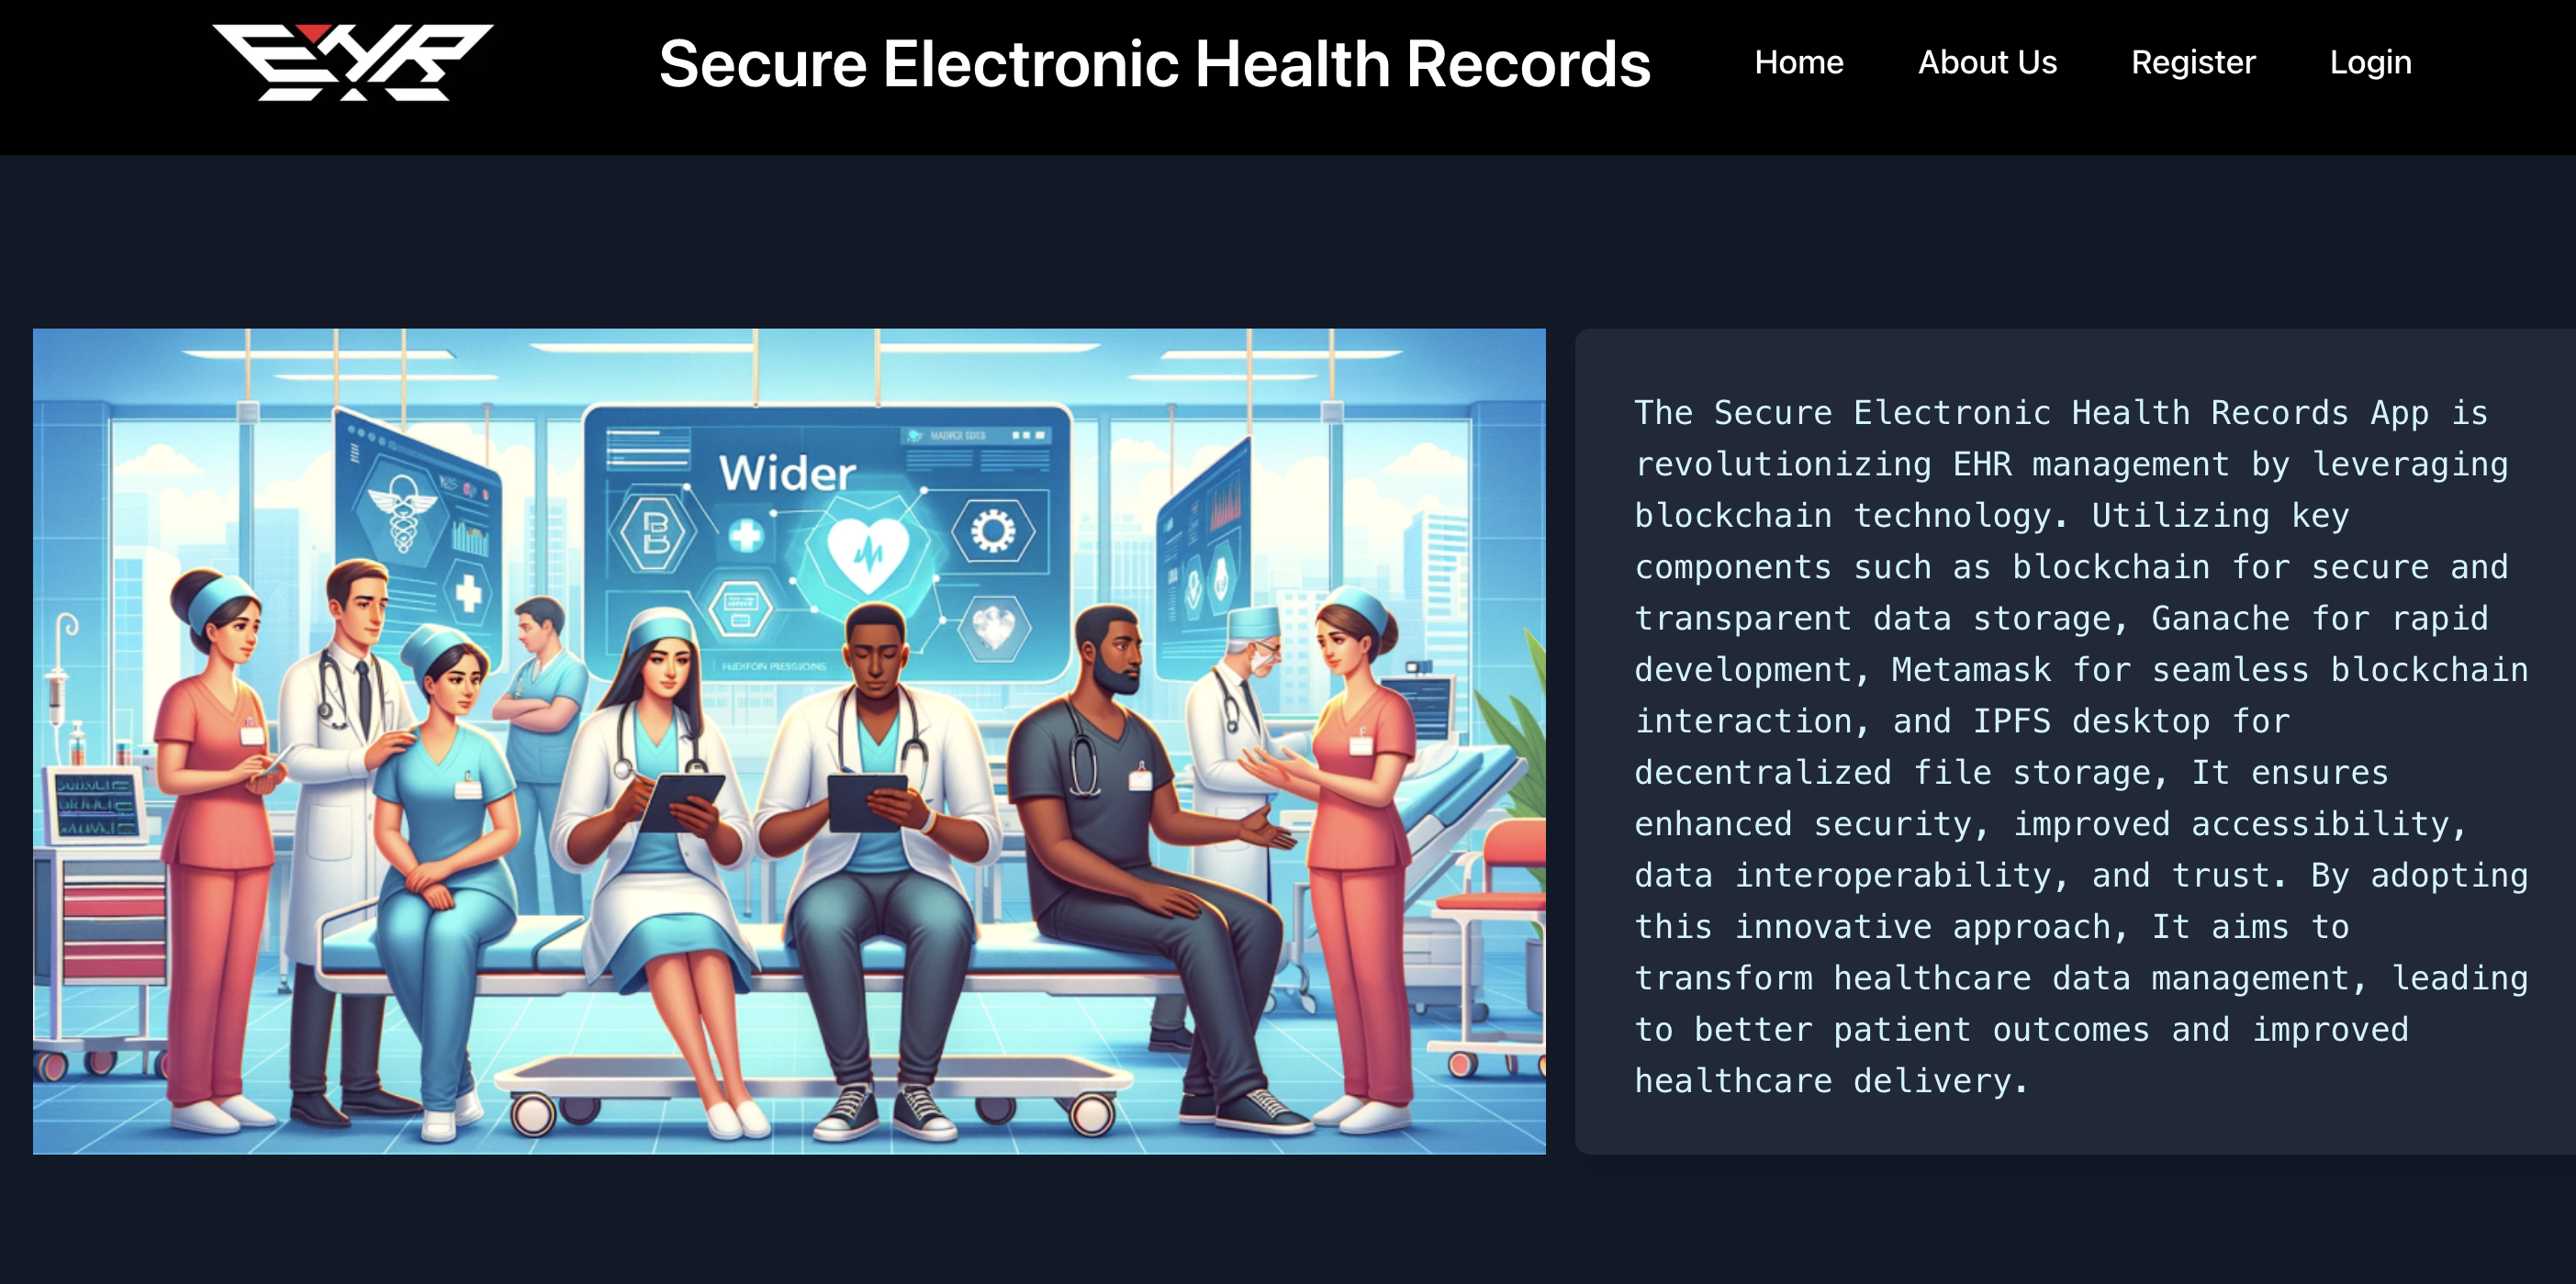 EYR
Secure Electronic Health Records
Home
About Us
Register
Login
Wider
The Secure Electronic Health Records App is
revolutionizing EHR management by leveraging
blockchain technology. Utilizing key
components such as blockchain for secure and
transparent data storage, Ganache for rapid
development, Metamask for seamless blockchain
interaction, and IPFS desktop for
decentralized file storage, It ensures
enhanced security, improved accessibility,
data interoperability, and trust. By adopting
this innovative approach, It aims to
transform healthcare data management, leading
to better patient outcomes and improved
healthcare delivery.